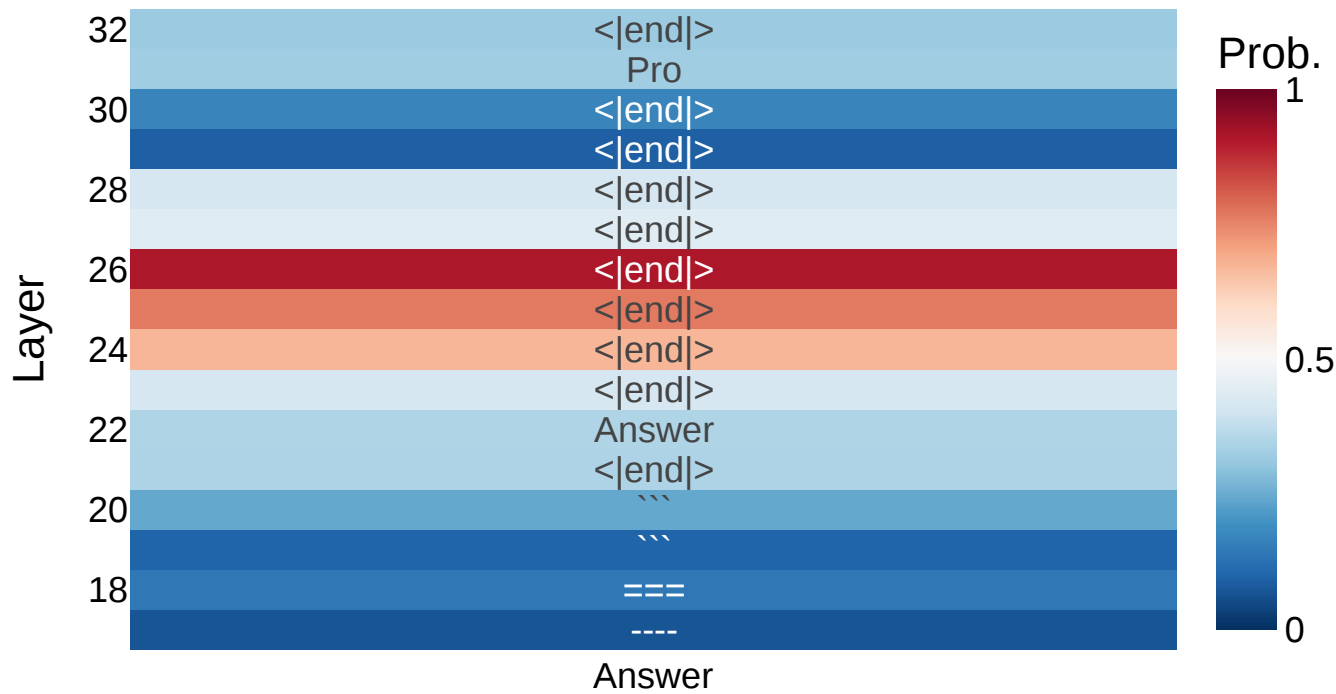 32
<|end|>
Prob.
Pro
1
30
<|end|>
<|end|>
28
<|end|>
<|end|>
26
<|end|>
Layer
<|end|>
24
<|end|>
0.5
<|end|>
22
Answer
<|end|>
20
```
```
18
===
----
0
Answer